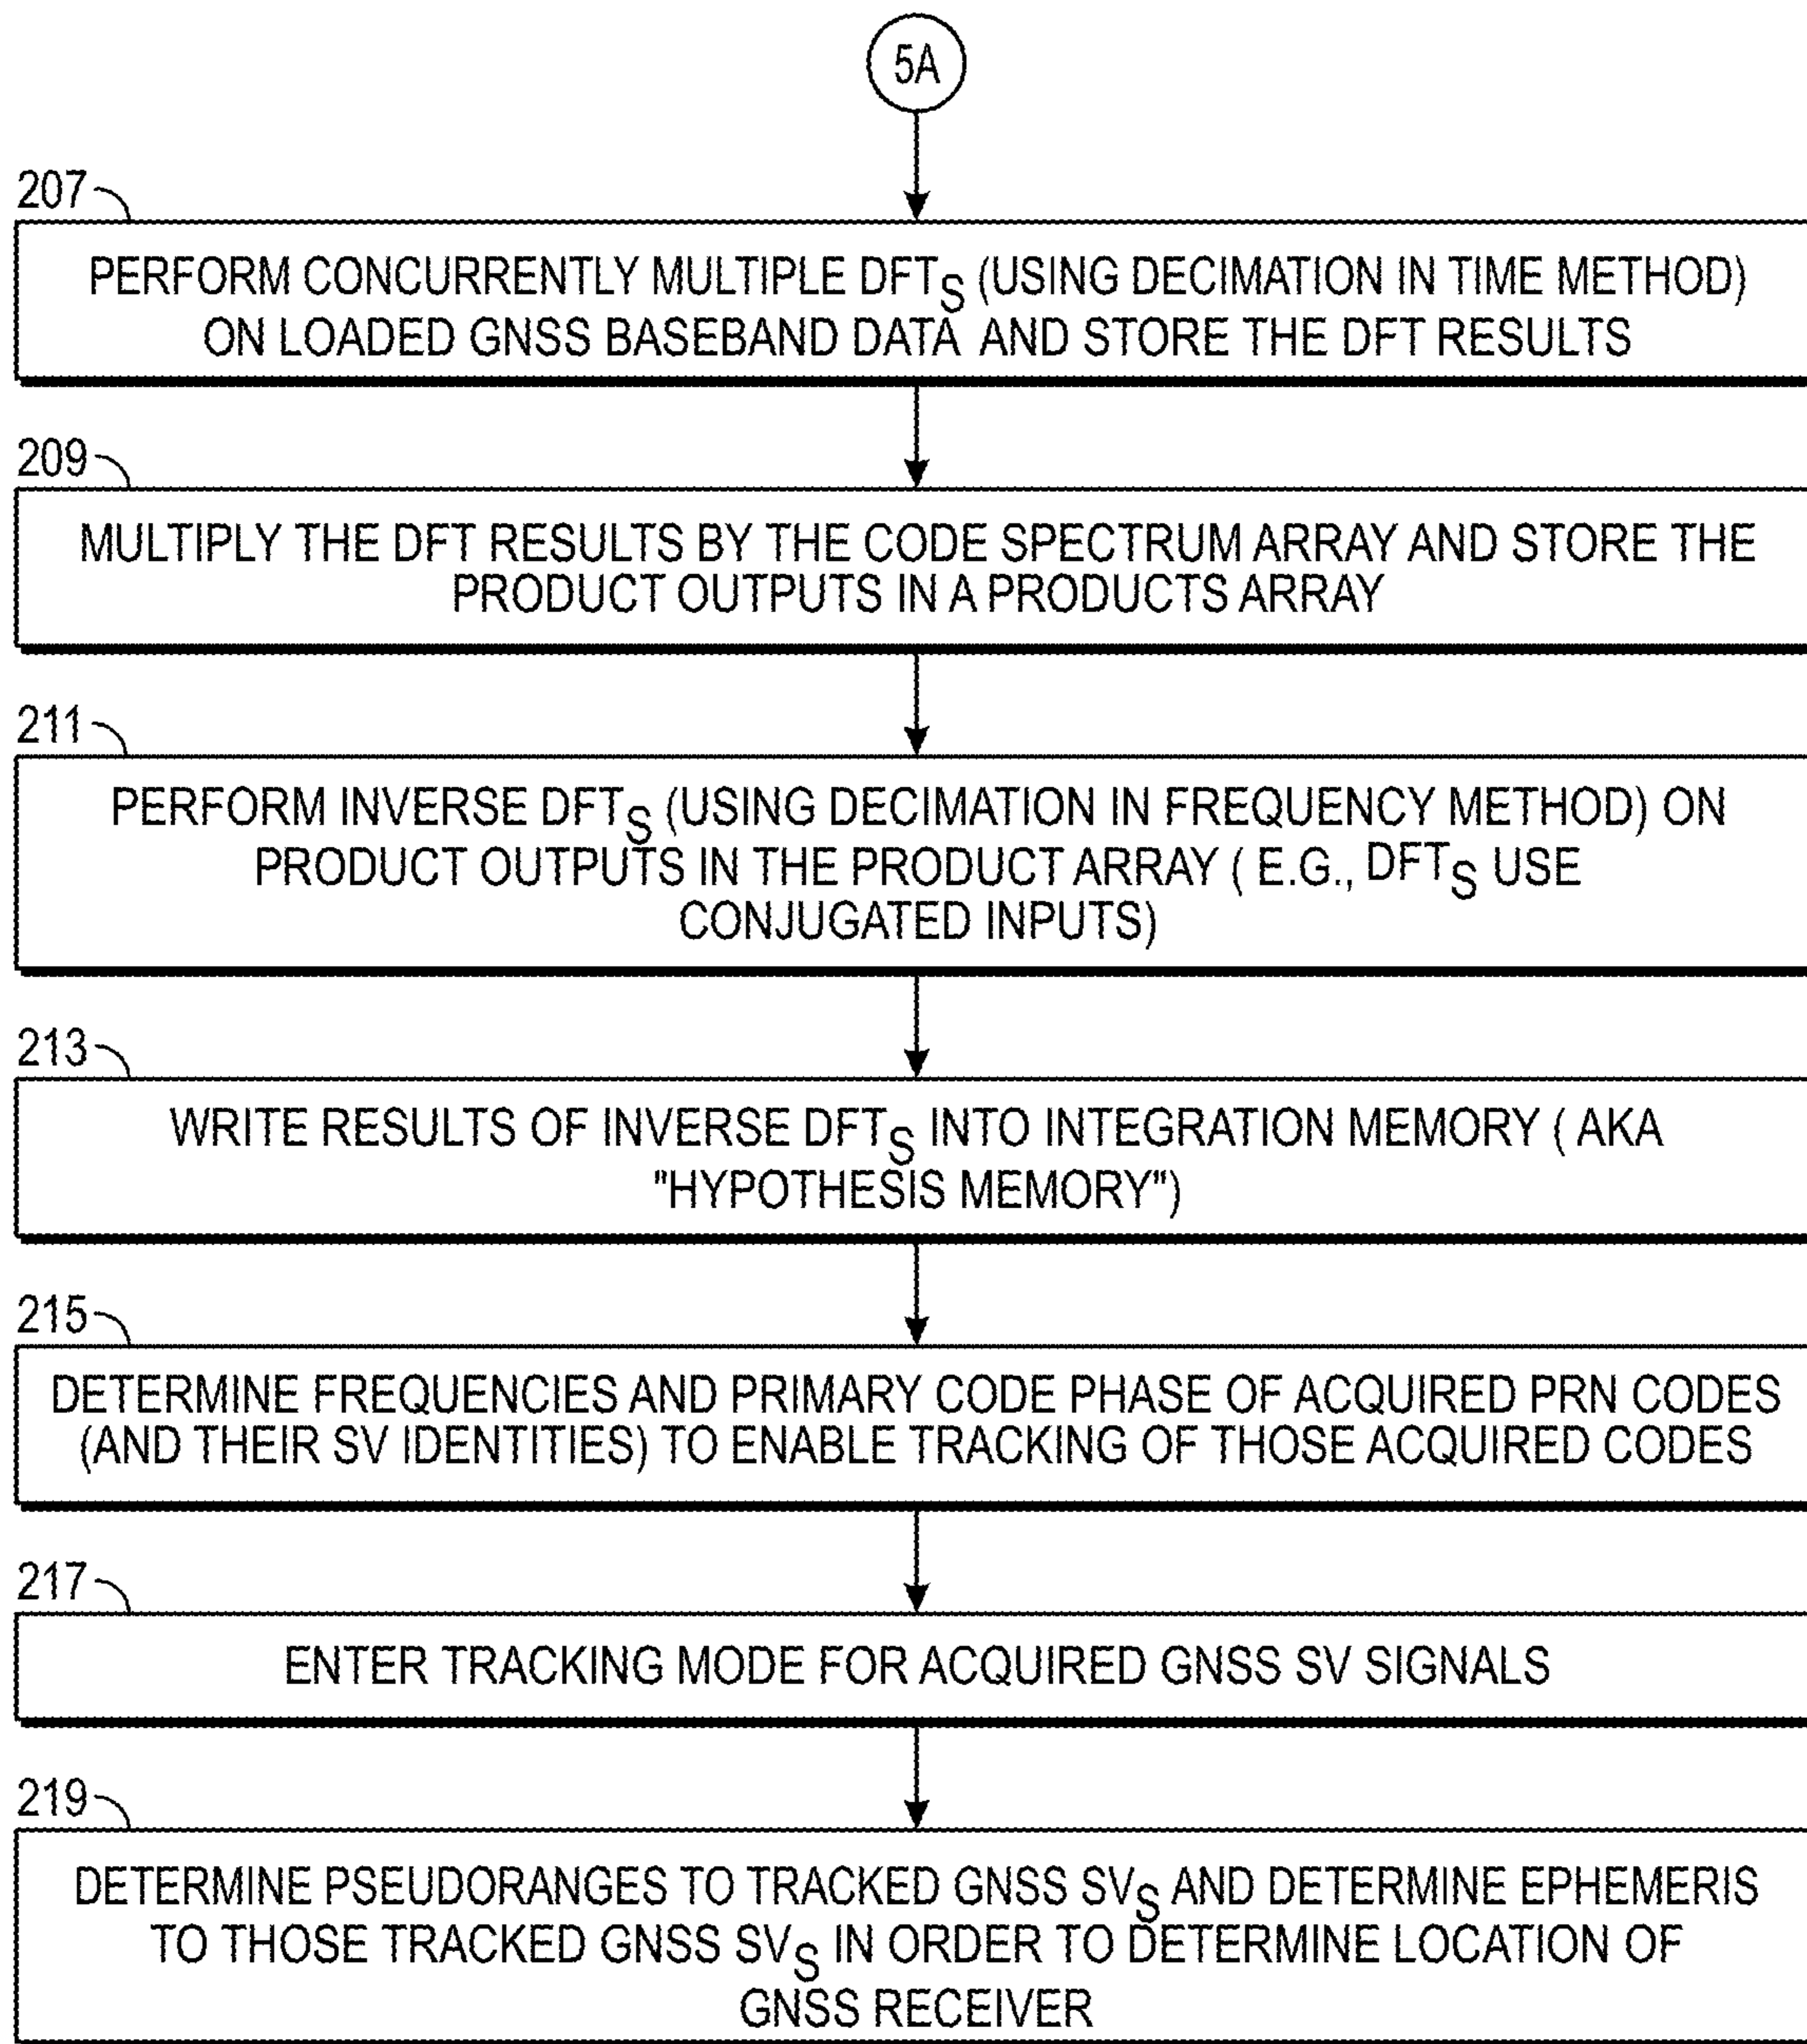 5A
207
PERFORM CONCURRENTLY MULTIPLE DFTS (USING DECIMATION IN TIME METHOD)
ON LOADED GNSS BASEBAND DATA AND STORE THE DFT RESULTS
209
MULTIPLY THE DFT RESULTS BY THE CODE SPECTRUM ARRAY AND STORE THE
PRODUCT OUTPUTS IN A PRODUCTS ARRAY
211
PERFORM INVERSE DFTS (USING DECIMATION IN FREQUENCY METHOD) ON
PRODUCT OUTPUTS IN THE PRODUCT ARRAY ( E.G., DFTS USE
CONJUGATED INPUTS)
213
WRITE RESULTS OF INVERSE DFTS INTO INTEGRATION MEMORY ( AKA
"HYPOTHESIS MEMORY")
215
DETERMINE FREQUENCIES AND PRIMARY CODE PHASE OF ACQUIRED PRN CODES
(AND THEIR SV IDENTITIES) TO ENABLE TRACKING OF THOSE ACQUIRED CODES
217
ENTER TRACKING MODE FOR ACQUIRED GNSS SV SIGNALS
219
DETERMINE PSEUDORANGES TO TRACKED GNSS SVS AND DETERMINE EPHEMERIS
TO THOSE TRACKED GNSS SVS IN ORDER TO DETERMINE LOCATION OF
GNSS RECEIVER